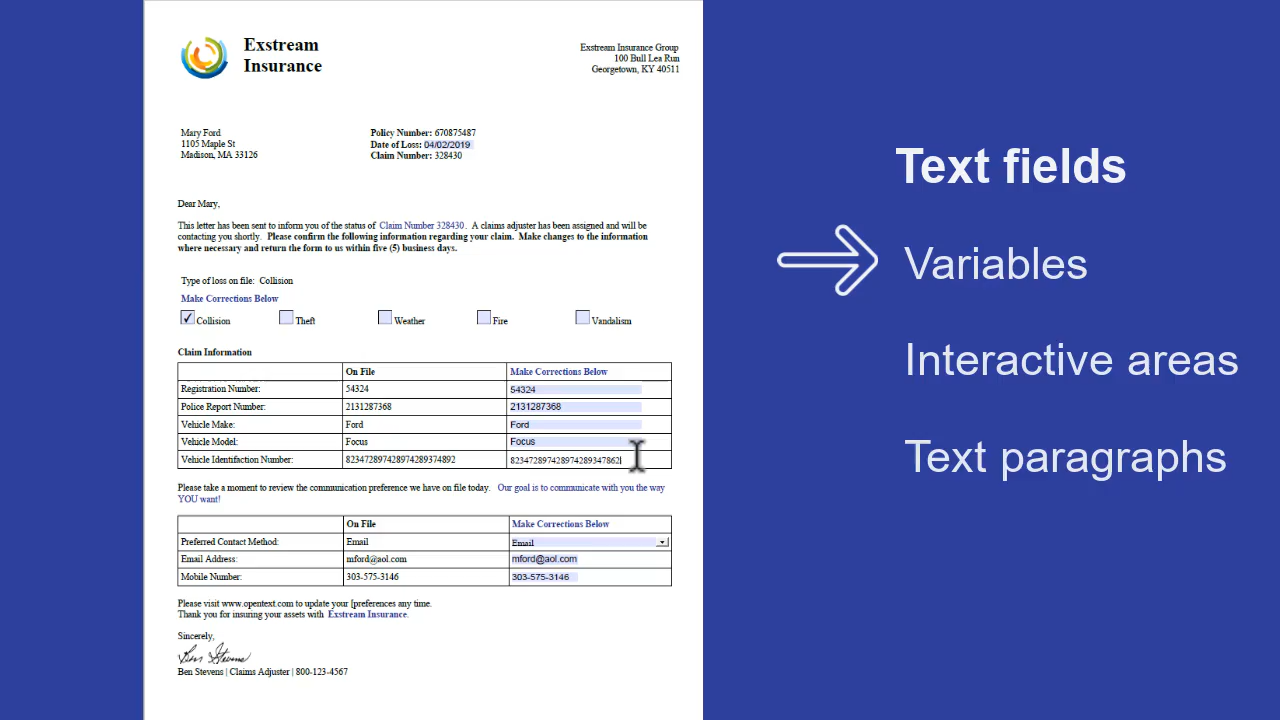 Exstream
Insurance
Exstream Insurance Group
100 Bull Lea Run
Georgetown, KY 40511
Mary Ford
1105 Maple St
Madison, MA 33126
Policy Number: 670875487
Date of Loss: 04/02/2019
Claim Number: 328430
Dear Mary,
This letter has been sent to inform you of the status of Claim Number 328430. A claims adjuster has been assigned and will be
contacting you shortly. Please confirm the following information regarding your claim. Make changes to the information
where necessary and return the form to us within five (5) business days.
Type of loss on file: Collision
Make Corrections Below
Collision Theft Weather Fire Vandalism
Claim Information
On File Make Corrections Below
Registration Number: 54324 54324
Police Report Number: 2131287368 2131287368
Vehicle Make: Ford Ford
Vehicle Model: Focus Focus
Vehicle Identifaction Number: 823472897428974289374892 823472897428974289347862
Please take a moment to review the communication preference we have on file today. Our goal is to communicate with you the way
YOU want!
On File Make Corrections Below
Preferred Contact Method: Email Email
Email Address: mford@aol.com mford@aol.com
Mobile Number: 303-575-3146 303-575-3146
Please visit www.opentext.com to update your [preferences any time.
Thank you for insuring your assets with Exstream Insurance.
Sincerely,
Ben Stevens
Ben Stevens | Claims Adjuster | 800-123-4567
Text fields
Variables
Interactive areas
Text paragraphs